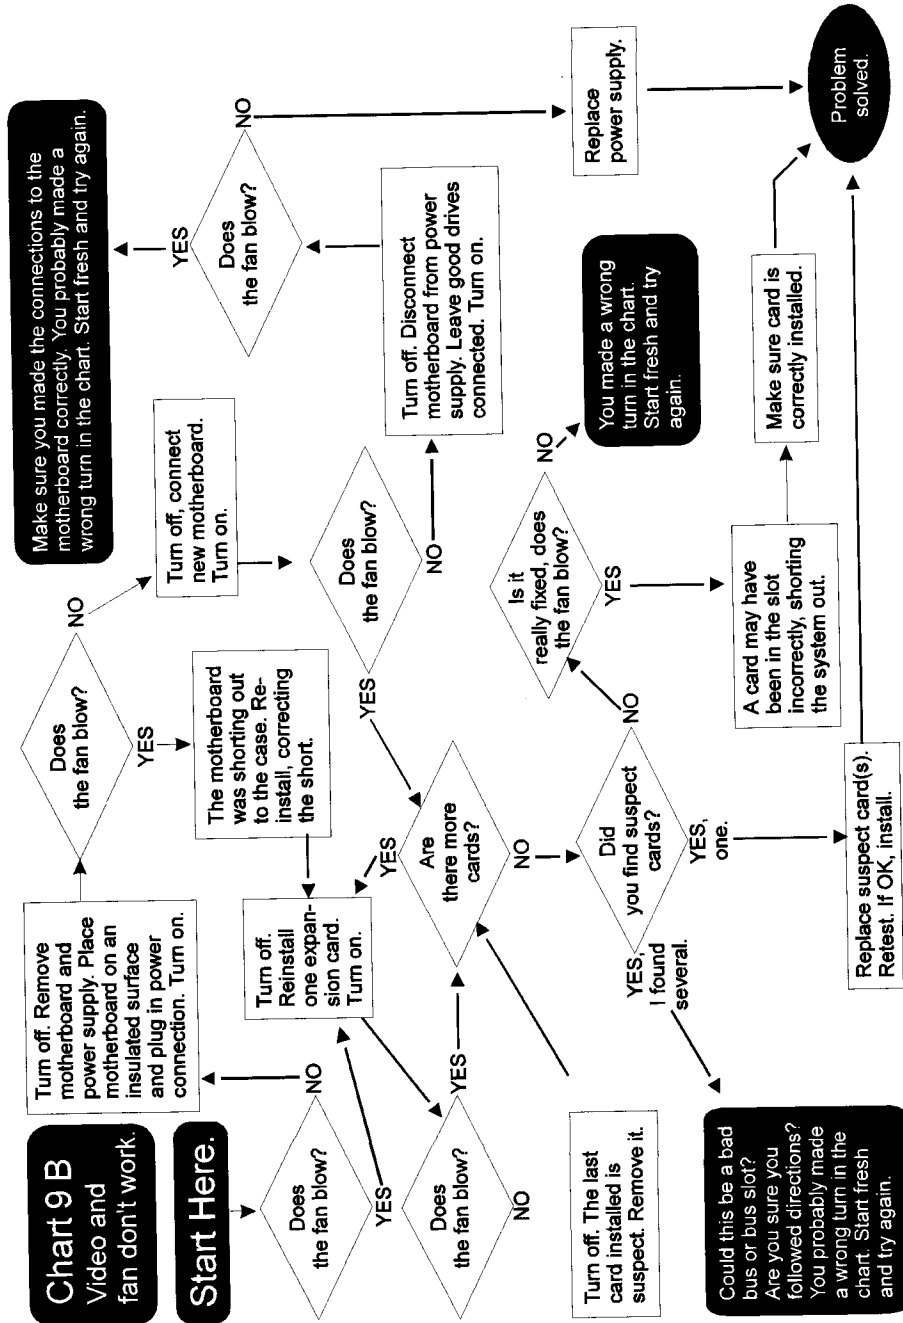 Chart 9 B
Video and
fan don't work.
Start Here.
Does
the fan blow?
NO
YES
Turn off. Remove
motherboard and
power supply. Place
motherboard on an
insulated surface
and plug in power
connection. Turn on.
Does
the fan blow?
NO
YES
The motherboard
was shorting out
to the case. Re-
install, correcting
the short.
Turn off, connect
new motherboard.
Turn on.
Make sure you made the connections to the
motherboard correctly. You probably made a
wrong turn in the chart. Start fresh and try again.
YES
Does
the fan blow?
NO
Turn off. Disconnect
motherboard from power
supply. Leave good drives
connected. Turn on.
Replace
power supply.
Problem
solved.
Does
the fan blow?
YES
NO
Turn off.
Reinstall
one expan-
sion card.
Turn on.
YES
Are
there more
cards?
NO
Does
the fan blow?
YES
NO
Turn off. The last
card installed is
suspect. Remove it.
Did
you find suspect
cards?
NO
YES,
one.
YES,
I found
several.
Is it
really fixed, does
the fan blow?
NO
YES
You made a wrong
turn in the chart.
Start fresh and try
again.
A card may have
been in the slot
incorrectly, shorting
the system out.
Make sure card is
correctly installed.
Replace suspect card(s).
Retest. If OK, install.
Could this be a bad
bus or bus slot?
Are you sure you
followed directions?
You probably made
a wrong turn in the
chart. Start fresh
and try again.